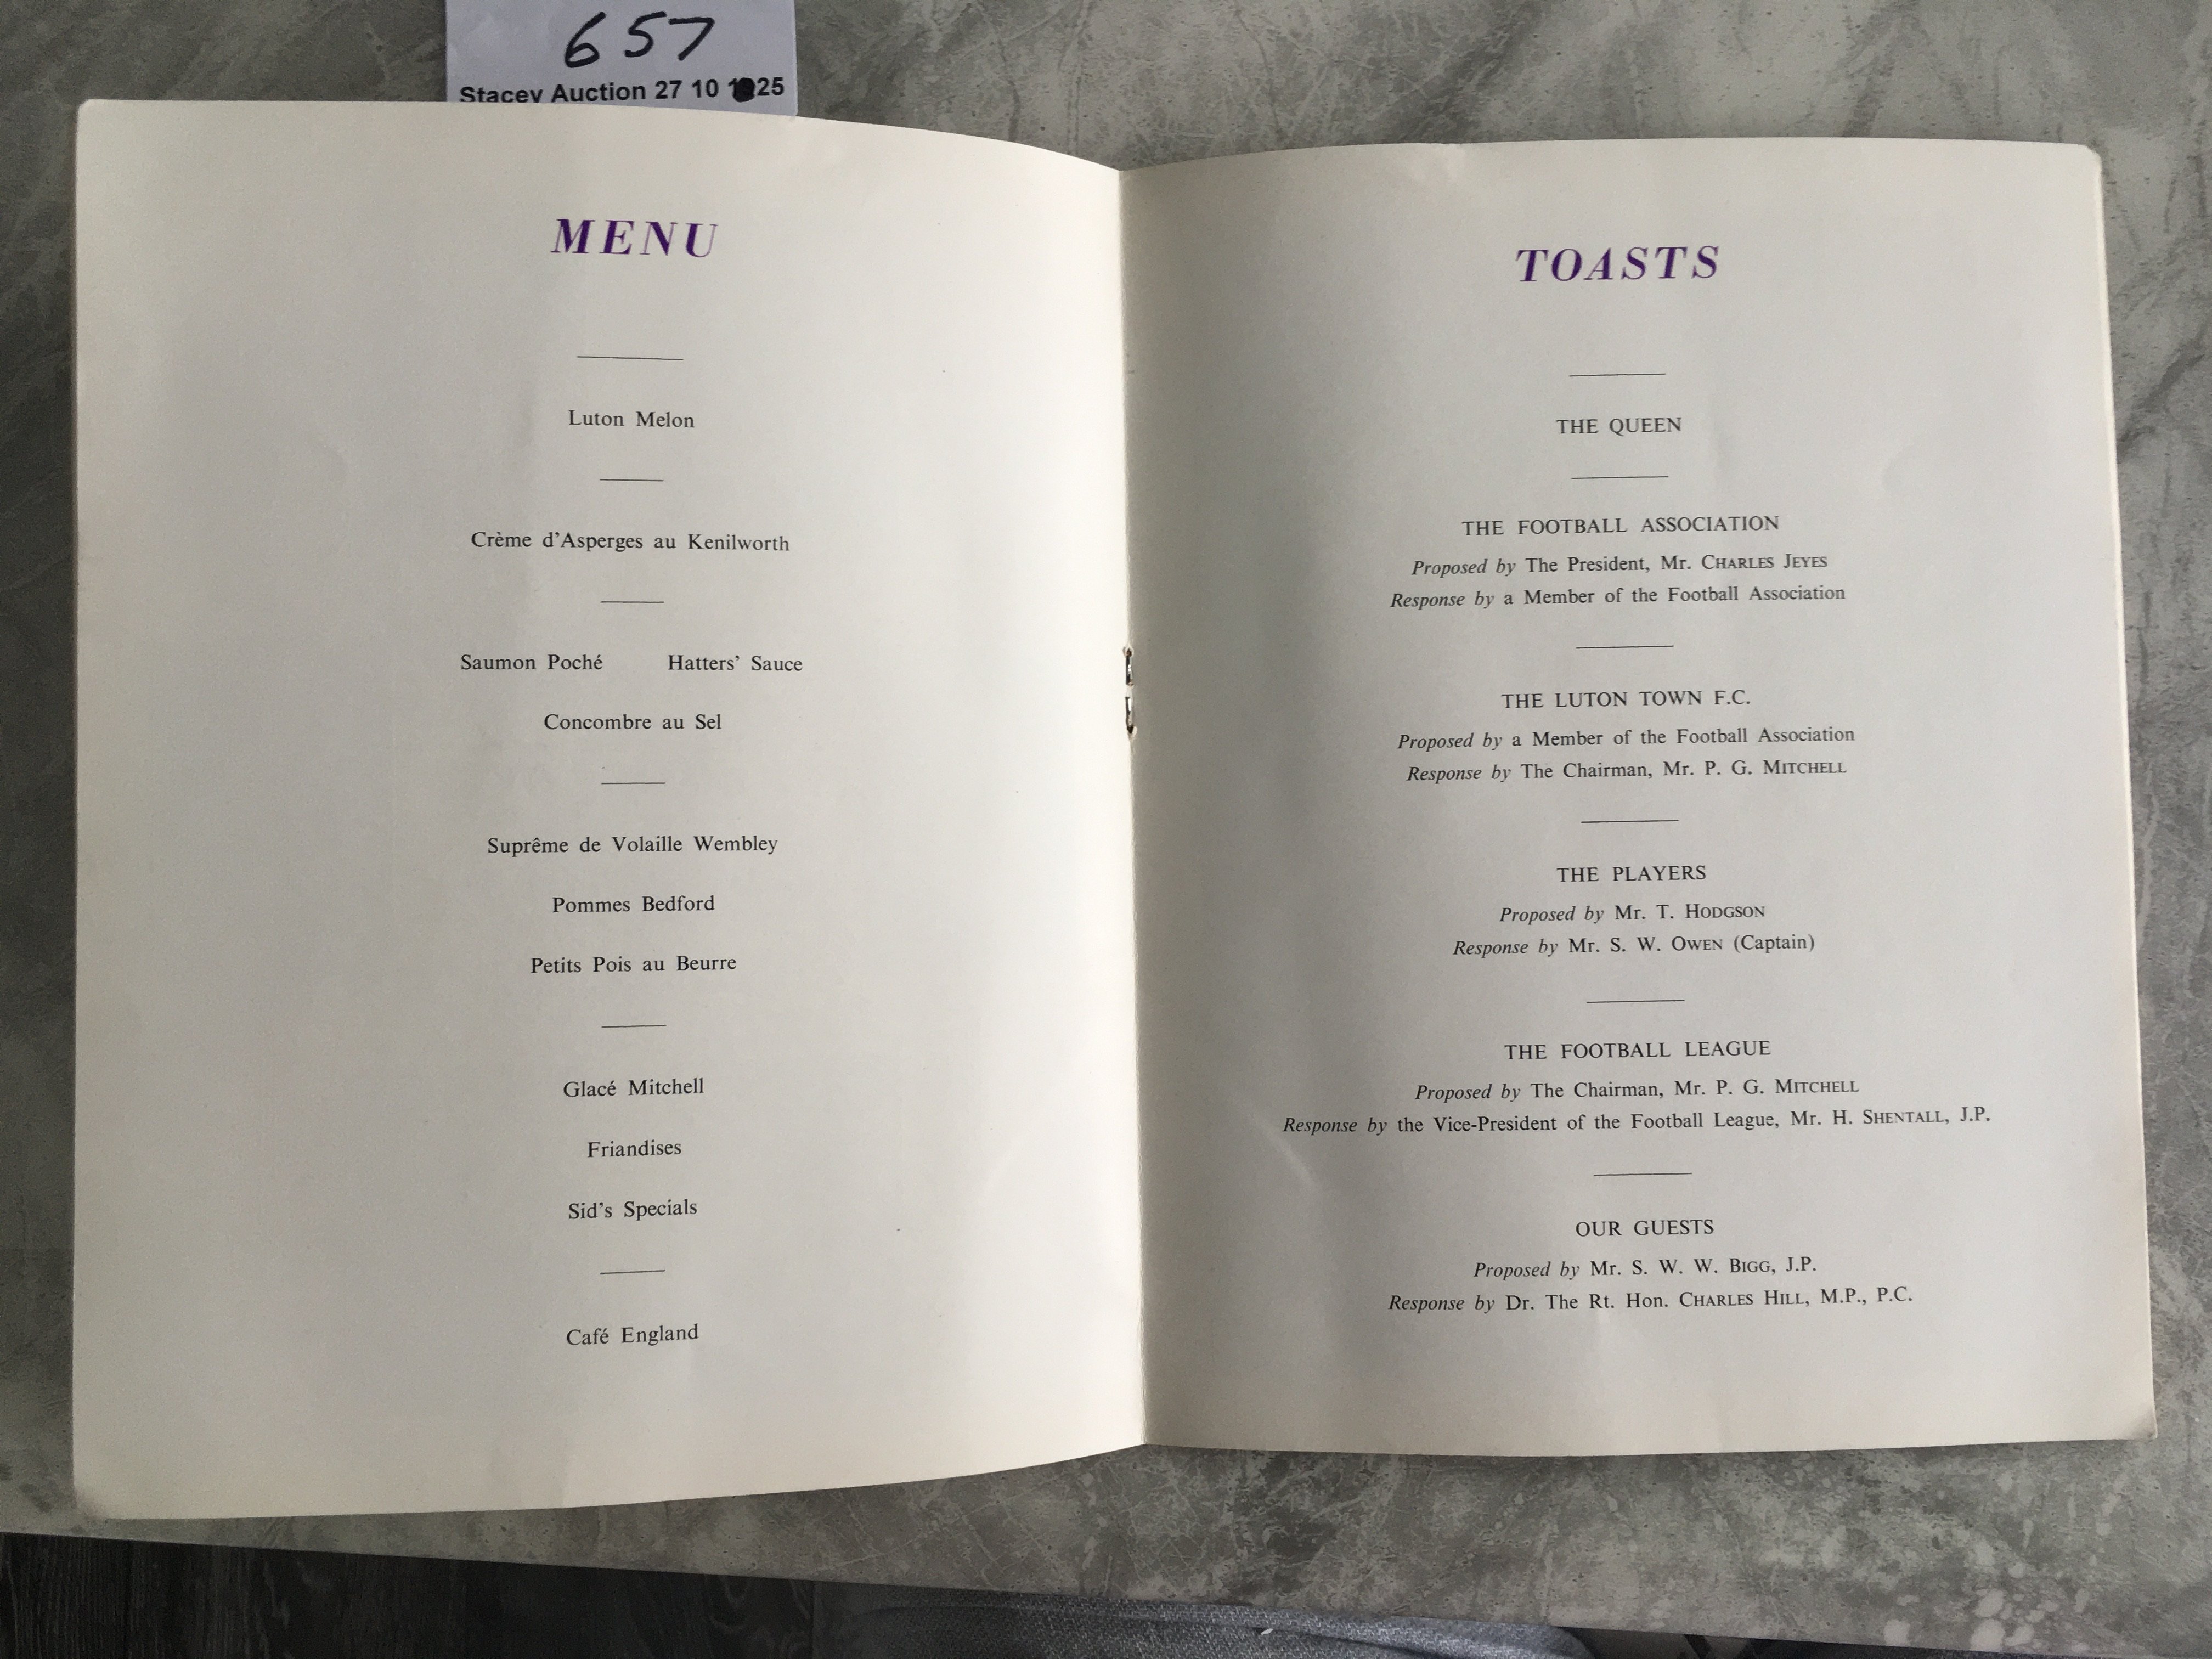 657
Stacey Auction 27 10 25
MENU
Luton Melon
Crème d'Asperges au Kenilworth
Saumon Poché Hatters' Sauce
Concombre au Sel
Suprême de Volaille Wembley
Pommes Bedford
Petits Pois au Beurre
Glacé Mitchell
Friandises
Sid's Specials
Café England
TOASTS
THE QUEEN
THE FOOTBALL ASSOCIATION
Proposed by The President, Mr. CHARLES JEYES
Response by a Member of the Football Association
THE LUTON TOWN F.C.
Proposed by a Member of the Football Association
Response by The Chairman, Mr. P. G. MITCHELL
THE PLAYERS
Proposed by Mr. T. HODGSON
Response by Mr. S. W. OWEN (Captain)
THE FOOTBALL LEAGUE
Proposed by The Chairman, Mr. P. G. MITCHELL
Response by the Vice-President of the Football League, Mr. H. SHENTALL, J.P.
OUR GUESTS
Proposed by Mr. S. W. W. BIGG, J.P.
Response by Dr. The Rt. Hon. CHARLES HILL, M.P., P.C.